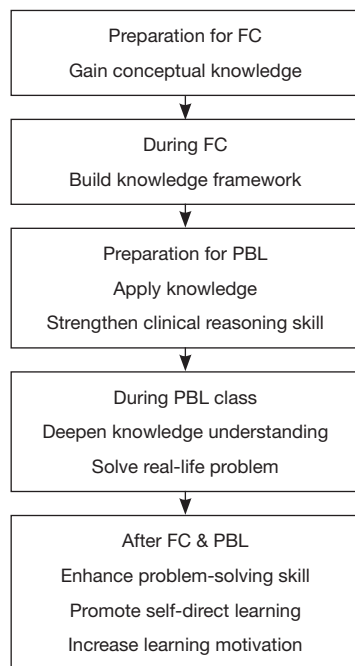 Preparation for FC
Gain conceptual knowledge
During FC
Build knowledge framework
Preparation for PBL
Apply knowledge
Strengthen clinical reasoning skill
During PBL class
Deepen knowledge understanding
Solve real-life problem
After FC & PBL
Enhance problem-solving skill
Promote self-direct learning
Increase learning motivation